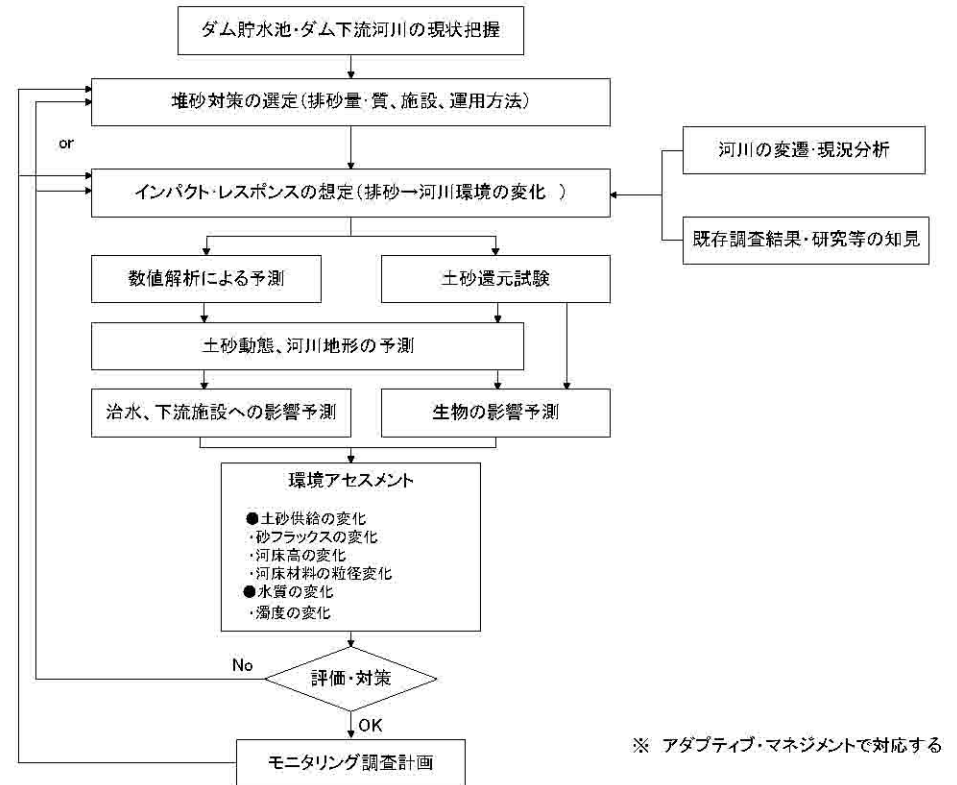 ダム貯水池・ダム下流河川の現状把握
堆砂対策の選定(排砂量・質、施設、運用方法)
or
河川の変遷・現況分析
インパクト・レスポンスの想定(排砂→河川環境の変化 )
既存調査結果・研究等の知見
数値解析による予測
土砂還元試験
土砂動態、河川地形の予測
治水、下流施設への影響予測
生物の影響予測
環境アセスメント
●土砂供給の変化
・砂フラックスの変化
・河床高の変化
・河床材料の粒径変化
●水質の変化
・濁度の変化
No
評価・対策
OK
モニタリング調査計画
※ アダプティブ・マネジメントで対応する